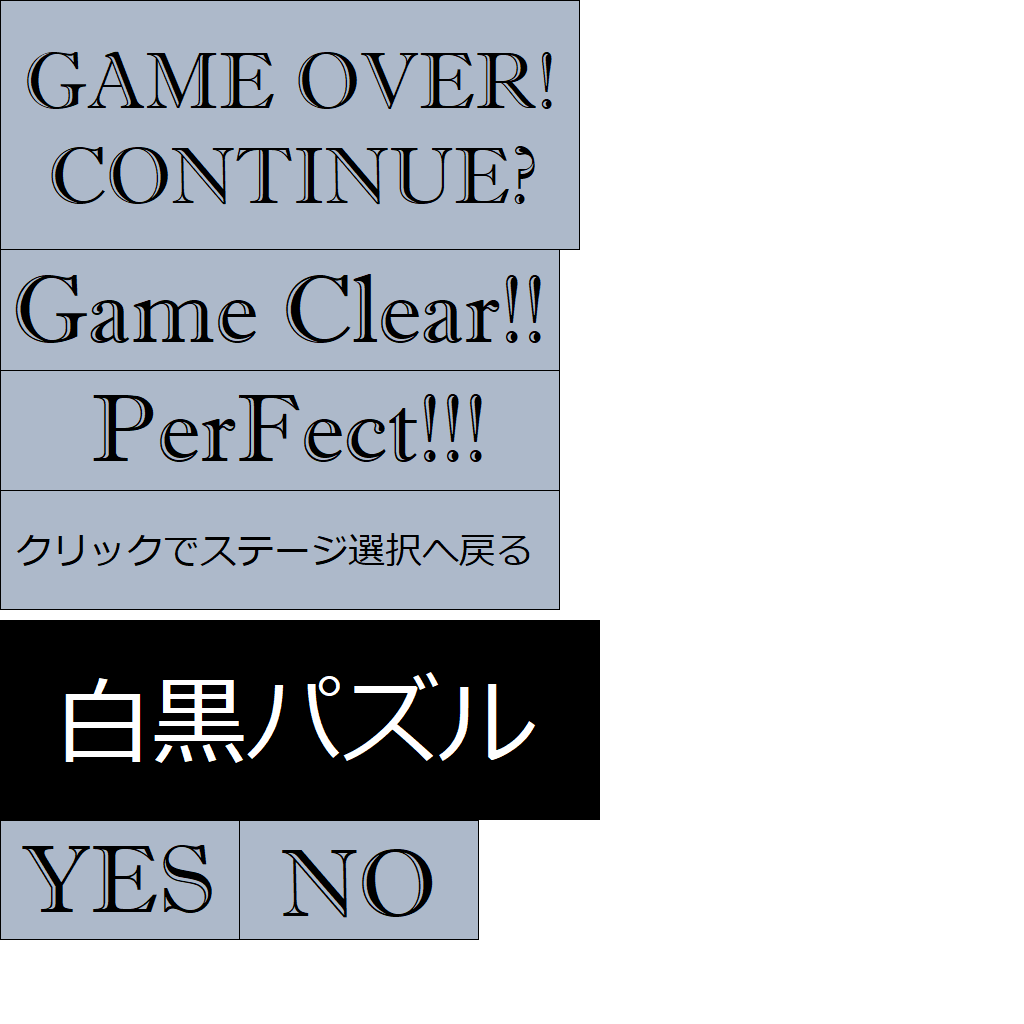 GAME OVER!
CONTINUE?
Game Clear!!
PerFect!!!
クリックでステージ選択へ戻る
白黒パズル
YES
NO